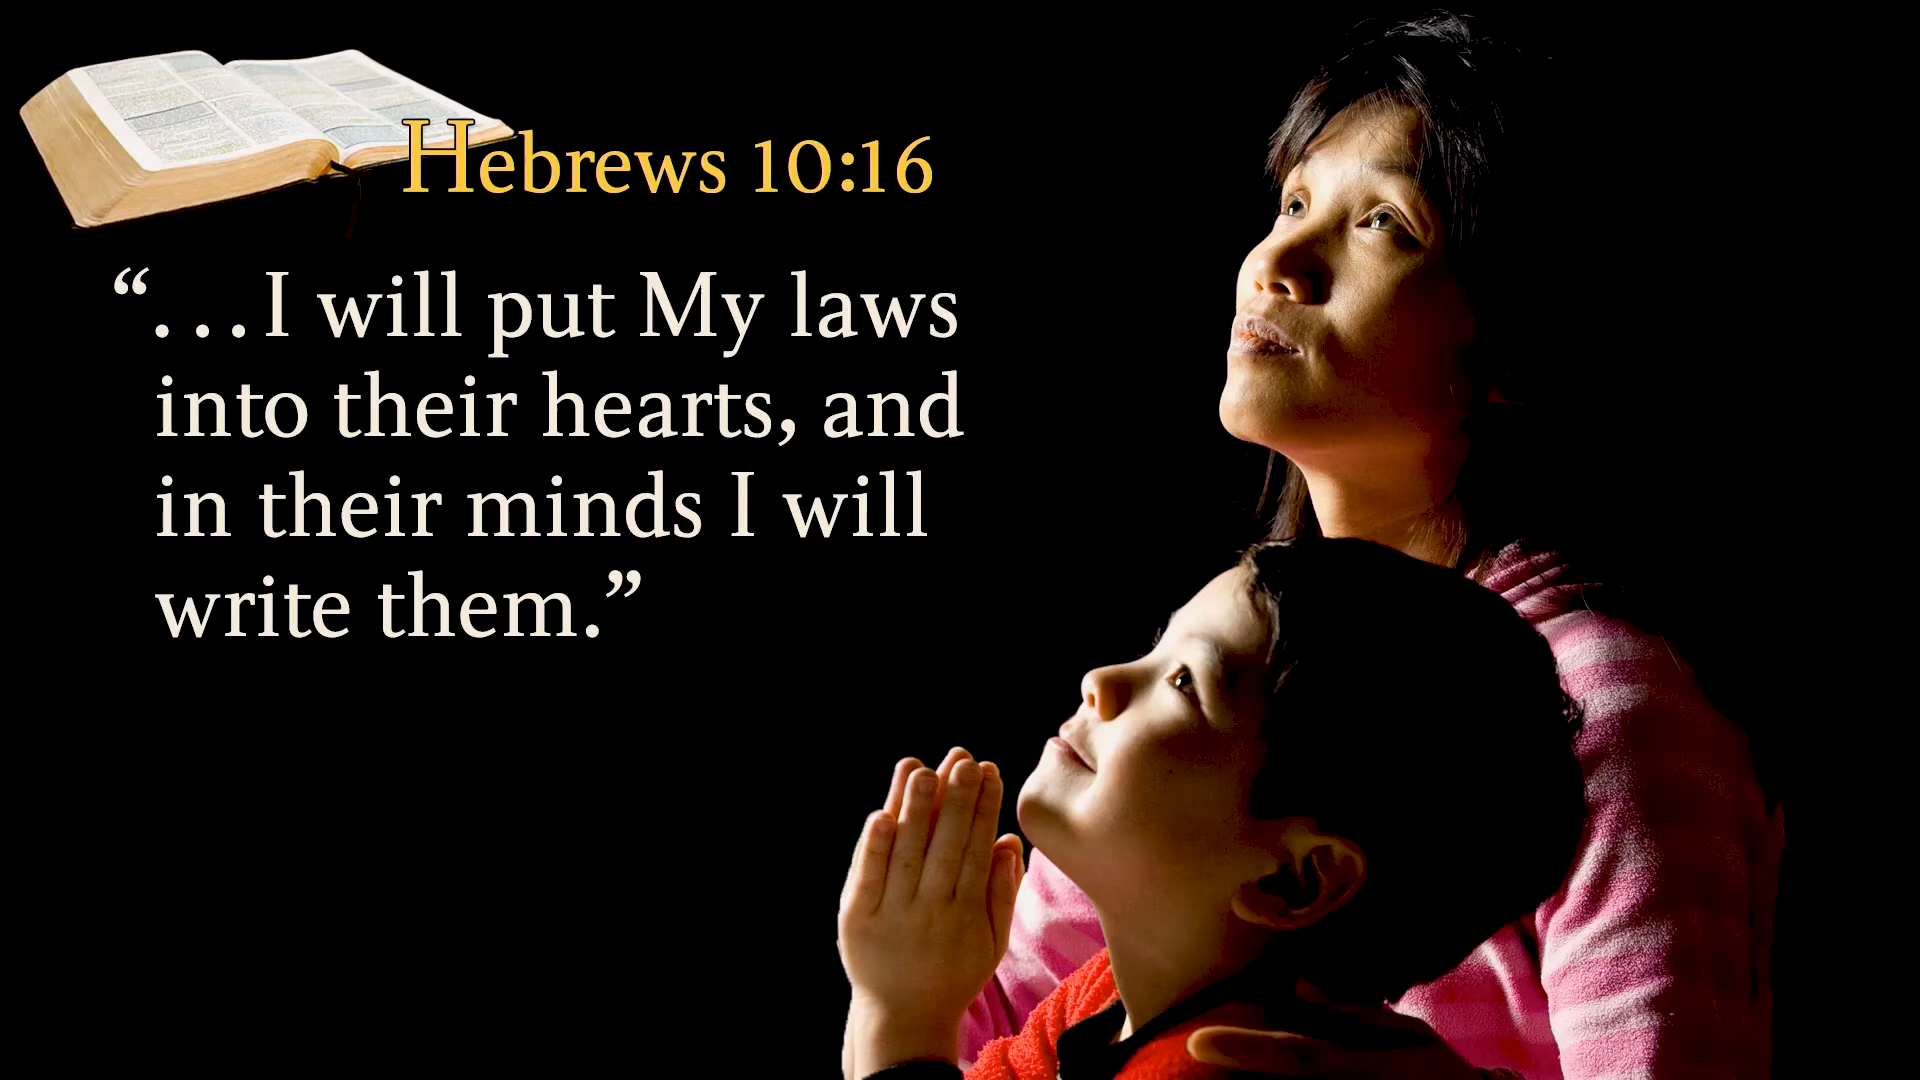 Hebrews 10:16
“...I will put My laws
into their hearts, and
in their minds I will
write them.”